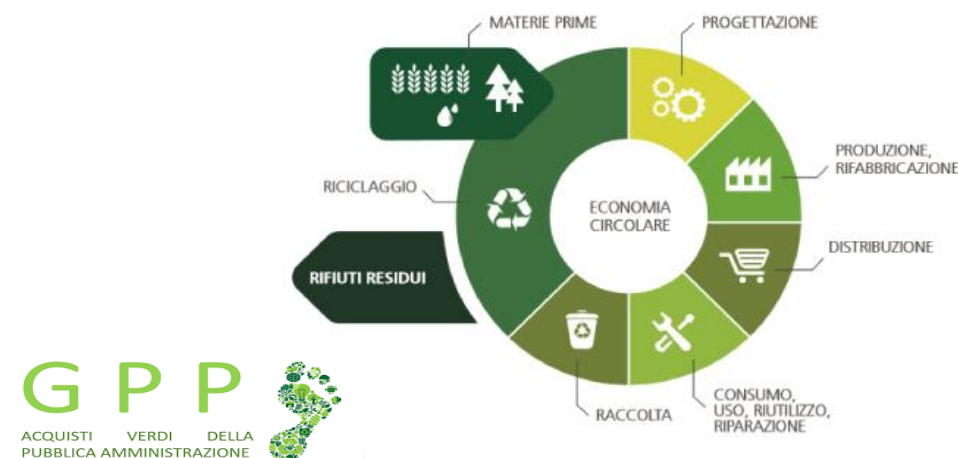 MATERIE PRIME
PROGETTAZIONE
PRODUZIONE,
RIFABBRICAZIONE
RICICLAGGIO
ECONOMIA
CIRCOLARE
DISTRIBUZIONE
RIFIUTI RESIDUI
CONSUMO,
USO, RIUTILIZZO,
RIPARAZIONE
RACCOLTA
GPP
ACQUISTI VERDI DELLA
PUBBLICA AMMINISTRAZIONE